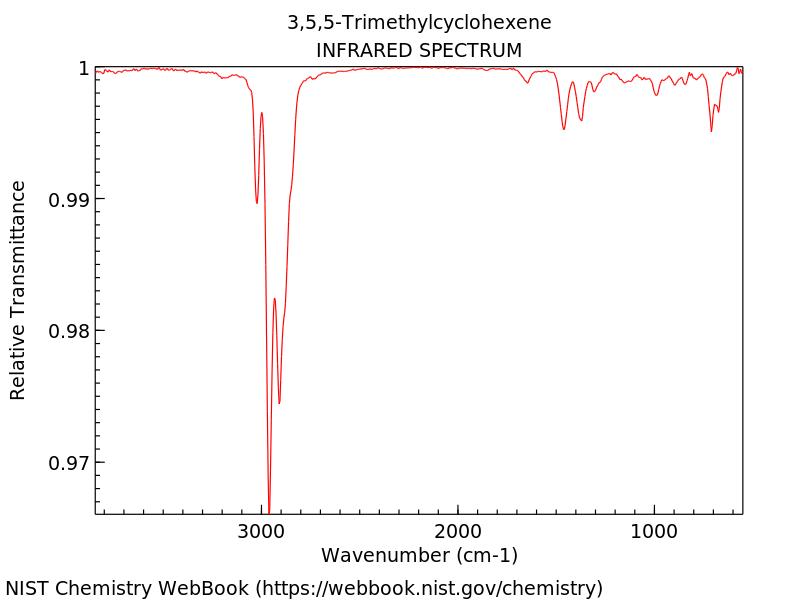 3,5,5-Trimethylcyclohexene
INFRARED SPECTRUM
1
0.99
0.98
0.97
Relative Transmittance
3000 2000 1000
Wavenumber (cm-1)
NIST Chemistry WebBook (https://webbook.nist.gov/chemistry)